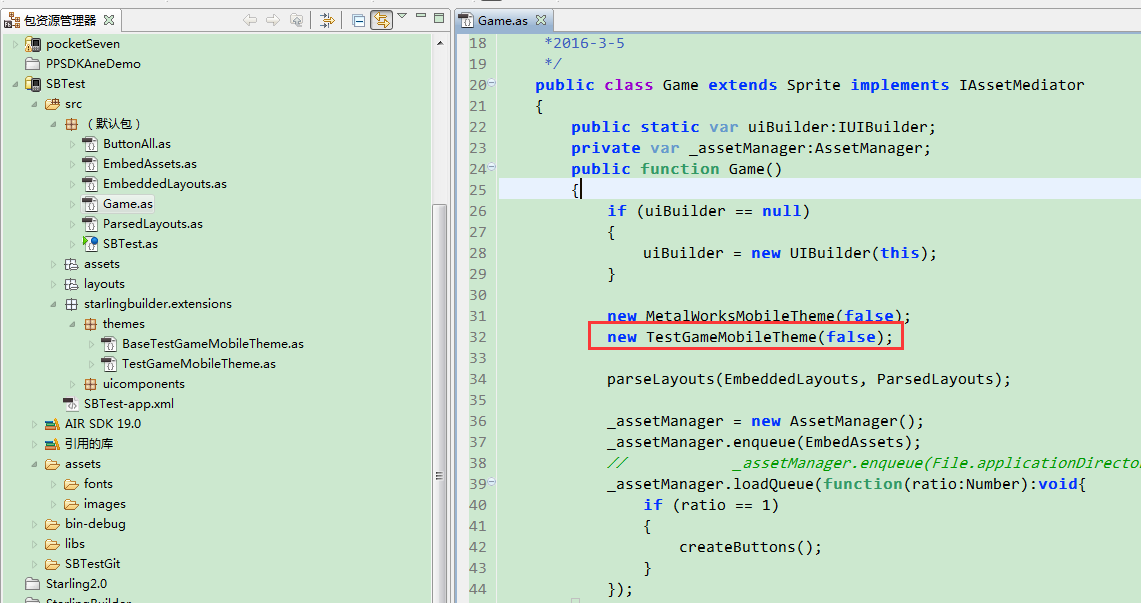 包资源管理器
pocketSeven
PPSDKAneDemo
SBTest
src
（默认包）
ButtonAll.as
EmbedAssets.as
EmbeddedLayouts.as
Game.as
ParsedLayouts.as
SBTest.as
assets
layouts
starlingbuilder.extensions
themes
BaseTestGameMobileTheme.as
TestGameMobileTheme.as
uicomponents
SBTest-app.xml
AIR SDK 19.0
引用的库
assets
fonts
images
bin-debug
libs
SBTestGit
Starling2.0
StarlingBuilder
Game.as
18 *2016-3-5
19 */
20 public class Game extends Sprite implements IAssetMediator
21 {
22 public static var uiBuilder:IUIBuilder;
23 private var _assetManager:AssetManager;
24 public function Game()
25 {
26 if (uiBuilder == null)
27 {
28 uiBuilder = new UIBuilder(this);
29 }
30
31 new MetalWorksMobileTheme(false);
32 new TestGameMobileTheme(false);
33
34 parseLayouts(EmbeddedLayouts, ParsedLayouts);
35
36 _assetManager = new AssetManager();
37 _assetManager.enqueue(EmbedAssets);
38 // _assetManager.enqueue(File.applicationDirecto
39 _assetManager.loadQueue(function(ratio:Number):void{
40 if (ratio == 1)
41 {
42 createButtons();
43 }
44 });